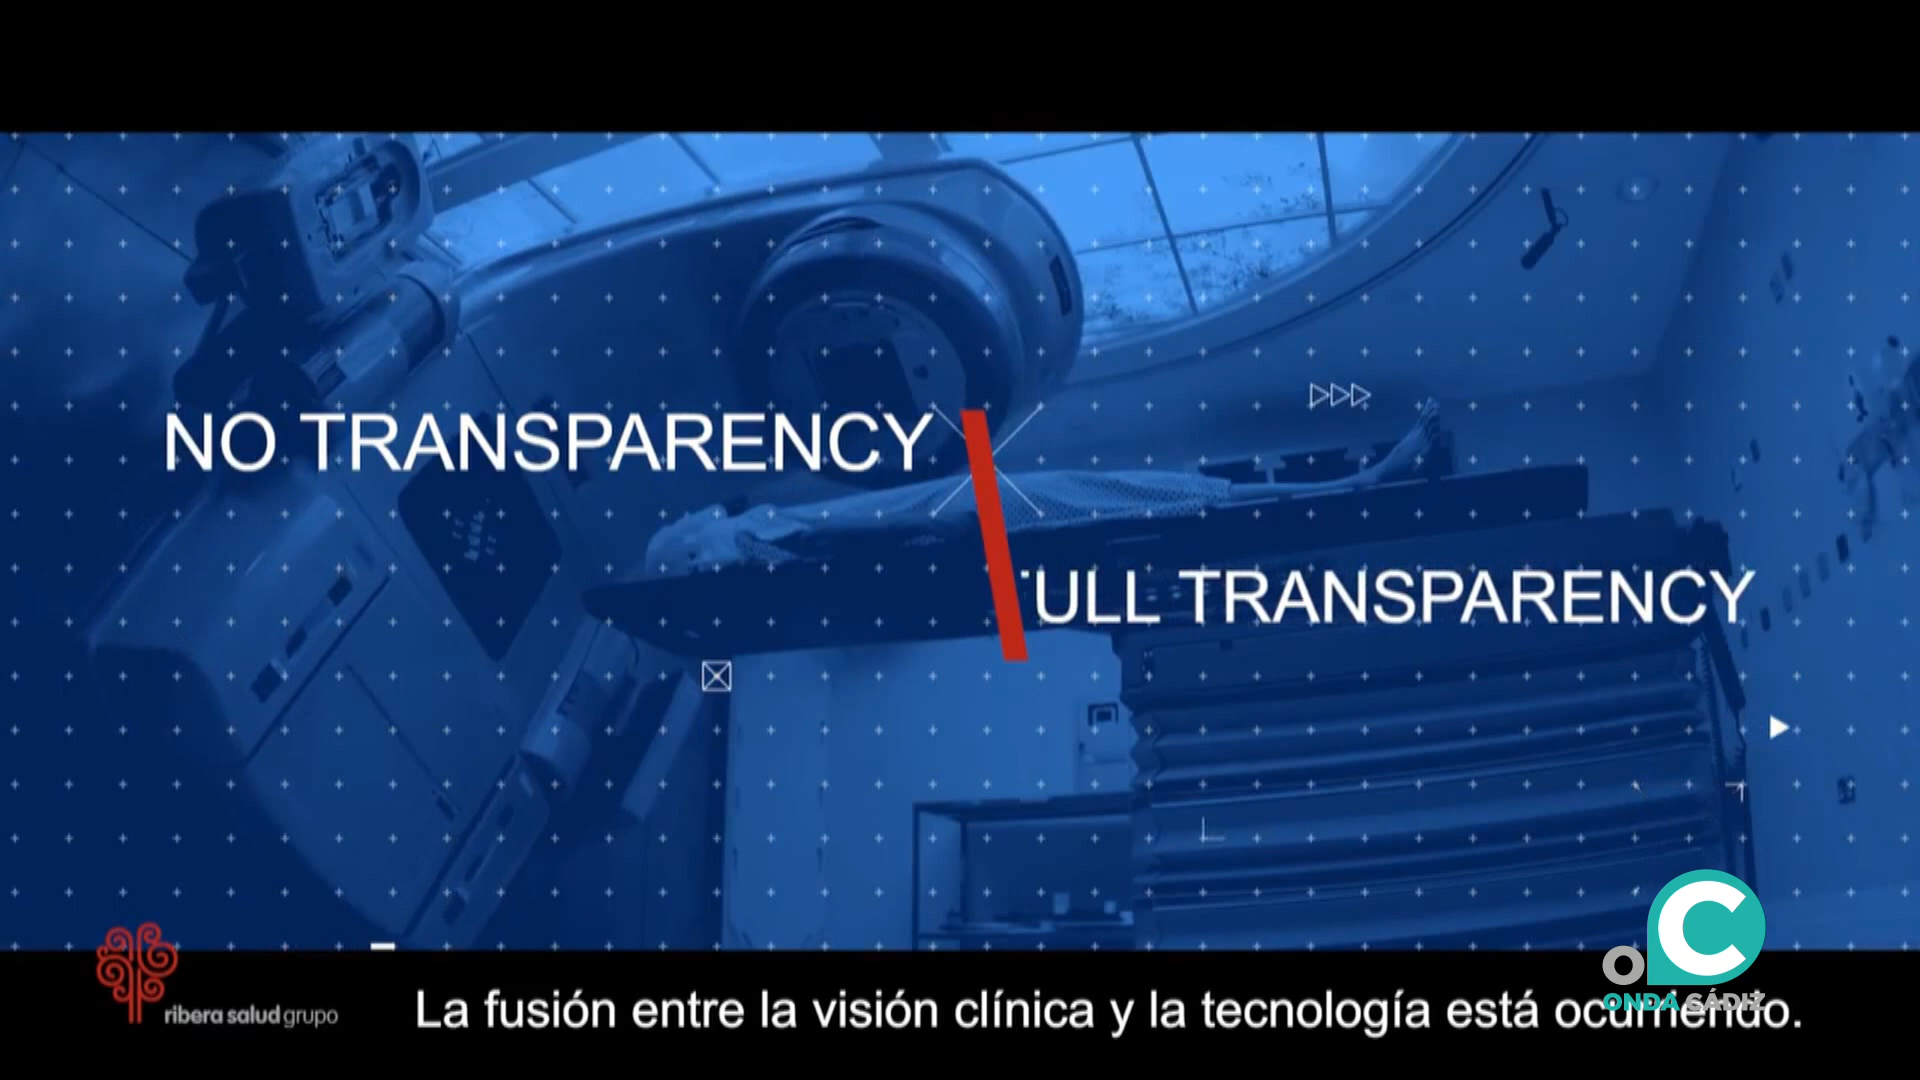 NO TRANSPARENCY
ULL TRANSPARENCY
ribera salud grupo
La fusión entre la visión clínica y la tecnología está ocurriendo.
ONDA CÁDIZ